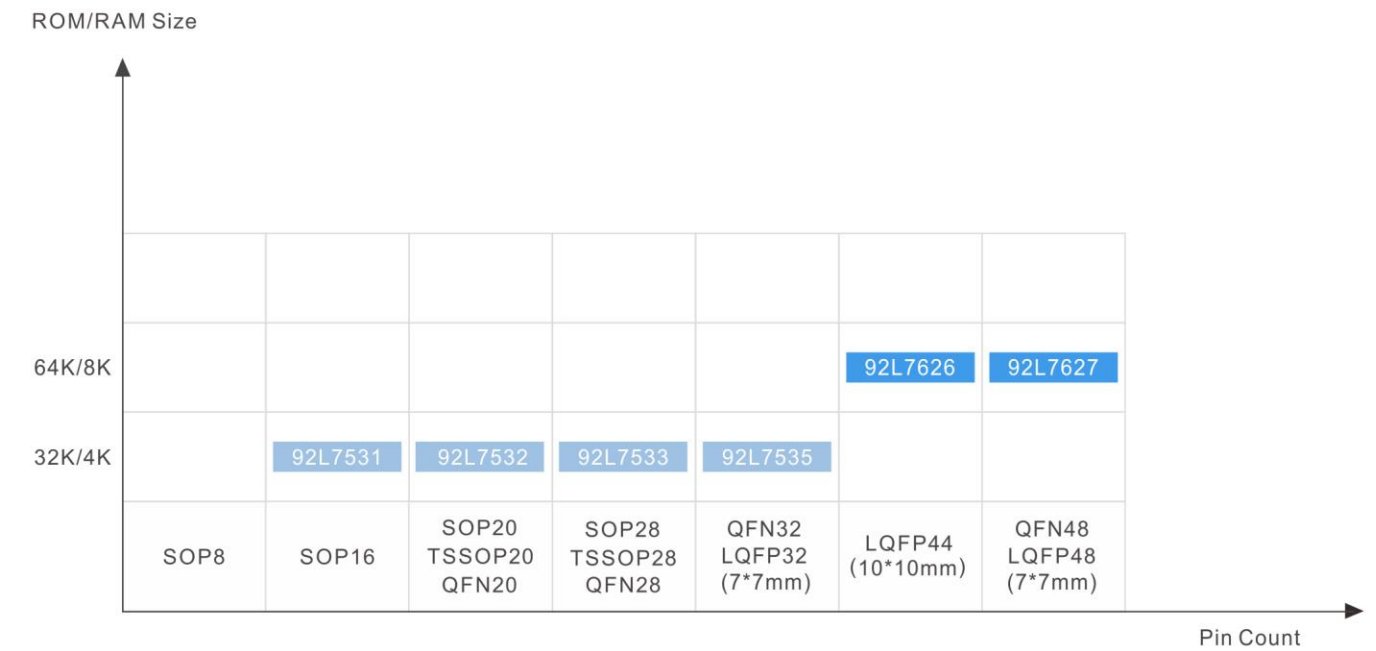 ROM/RAM Size
64K/8K
92L7626
92L7627
32K/4K
92L7531
92L7532
92L7533
92L7535
SOP8
SOP16
SOP20
TSSOP20
QFN20
SOP28
TSSOP28
QFN28
QFN32
LQFP32
(7*7mm)
LQFP44
(10*10mm)
QFN48
LQFP48
(7*7mm)
Pin Count